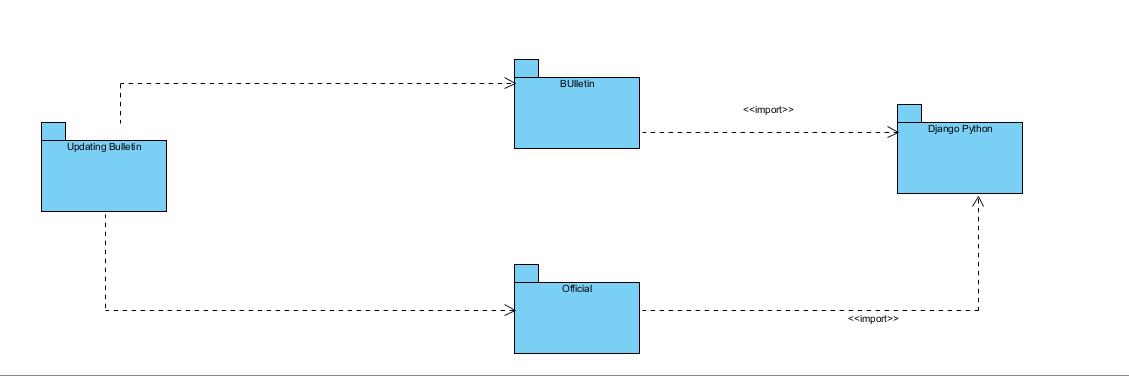 BUlletin
<<import>>
Django Python
Updating Bulletin
Official
<<import>>